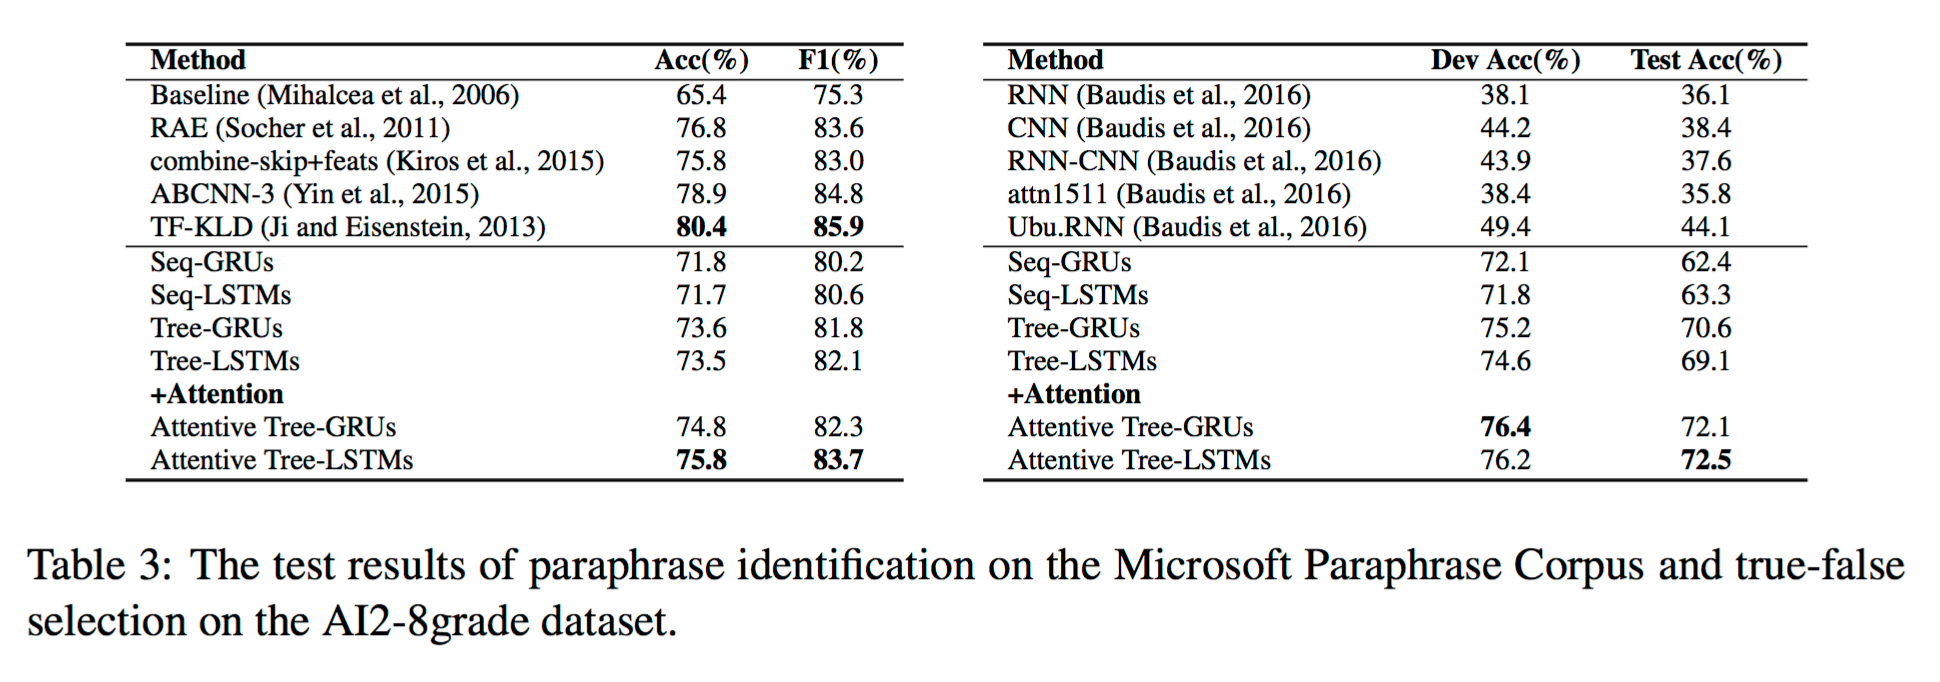 Method Acc(%) F1(%)
Baseline (Mihalcea et al., 2006) 65.4 75.3
RAE (Socher et al., 2011) 76.8 83.6
combine-skip+feats (Kiros et al., 2015) 75.8 83.0
ABCNN-3 (Yin et al., 2015) 78.9 84.8
TF-KLD (Ji and Eisenstein, 2013) 80.4 85.9
Seq-GRUs 71.8 80.2
Seq-LSTMs 71.7 80.6
Tree-GRUs 73.6 81.8
Tree-LSTMs 73.5 82.1
+Attention
Attentive Tree-GRUs 74.8 82.3
Attentive Tree-LSTMs 75.8 83.7
Method Dev Acc(%) Test Acc(%)
RNN (Baudis et al., 2016) 38.1 36.1
CNN (Baudis et al., 2016) 44.2 38.4
RNN-CNN (Baudis et al., 2016) 43.9 37.6
attn1511 (Baudis et al., 2016) 38.4 35.8
Ubu.RNN (Baudis et al., 2016) 49.4 44.1
Seq-GRUs 72.1 62.4
Seq-LSTMs 71.8 63.3
Tree-GRUs 75.2 70.6
Tree-LSTMs 74.6 69.1
+Attention
Attentive Tree-GRUs 76.4 72.1
Attentive Tree-LSTMs 76.2 72.5
Table 3: The test results of paraphrase identification on the Microsoft Paraphrase Corpus and true-false
selection on the AI2-8grade dataset.